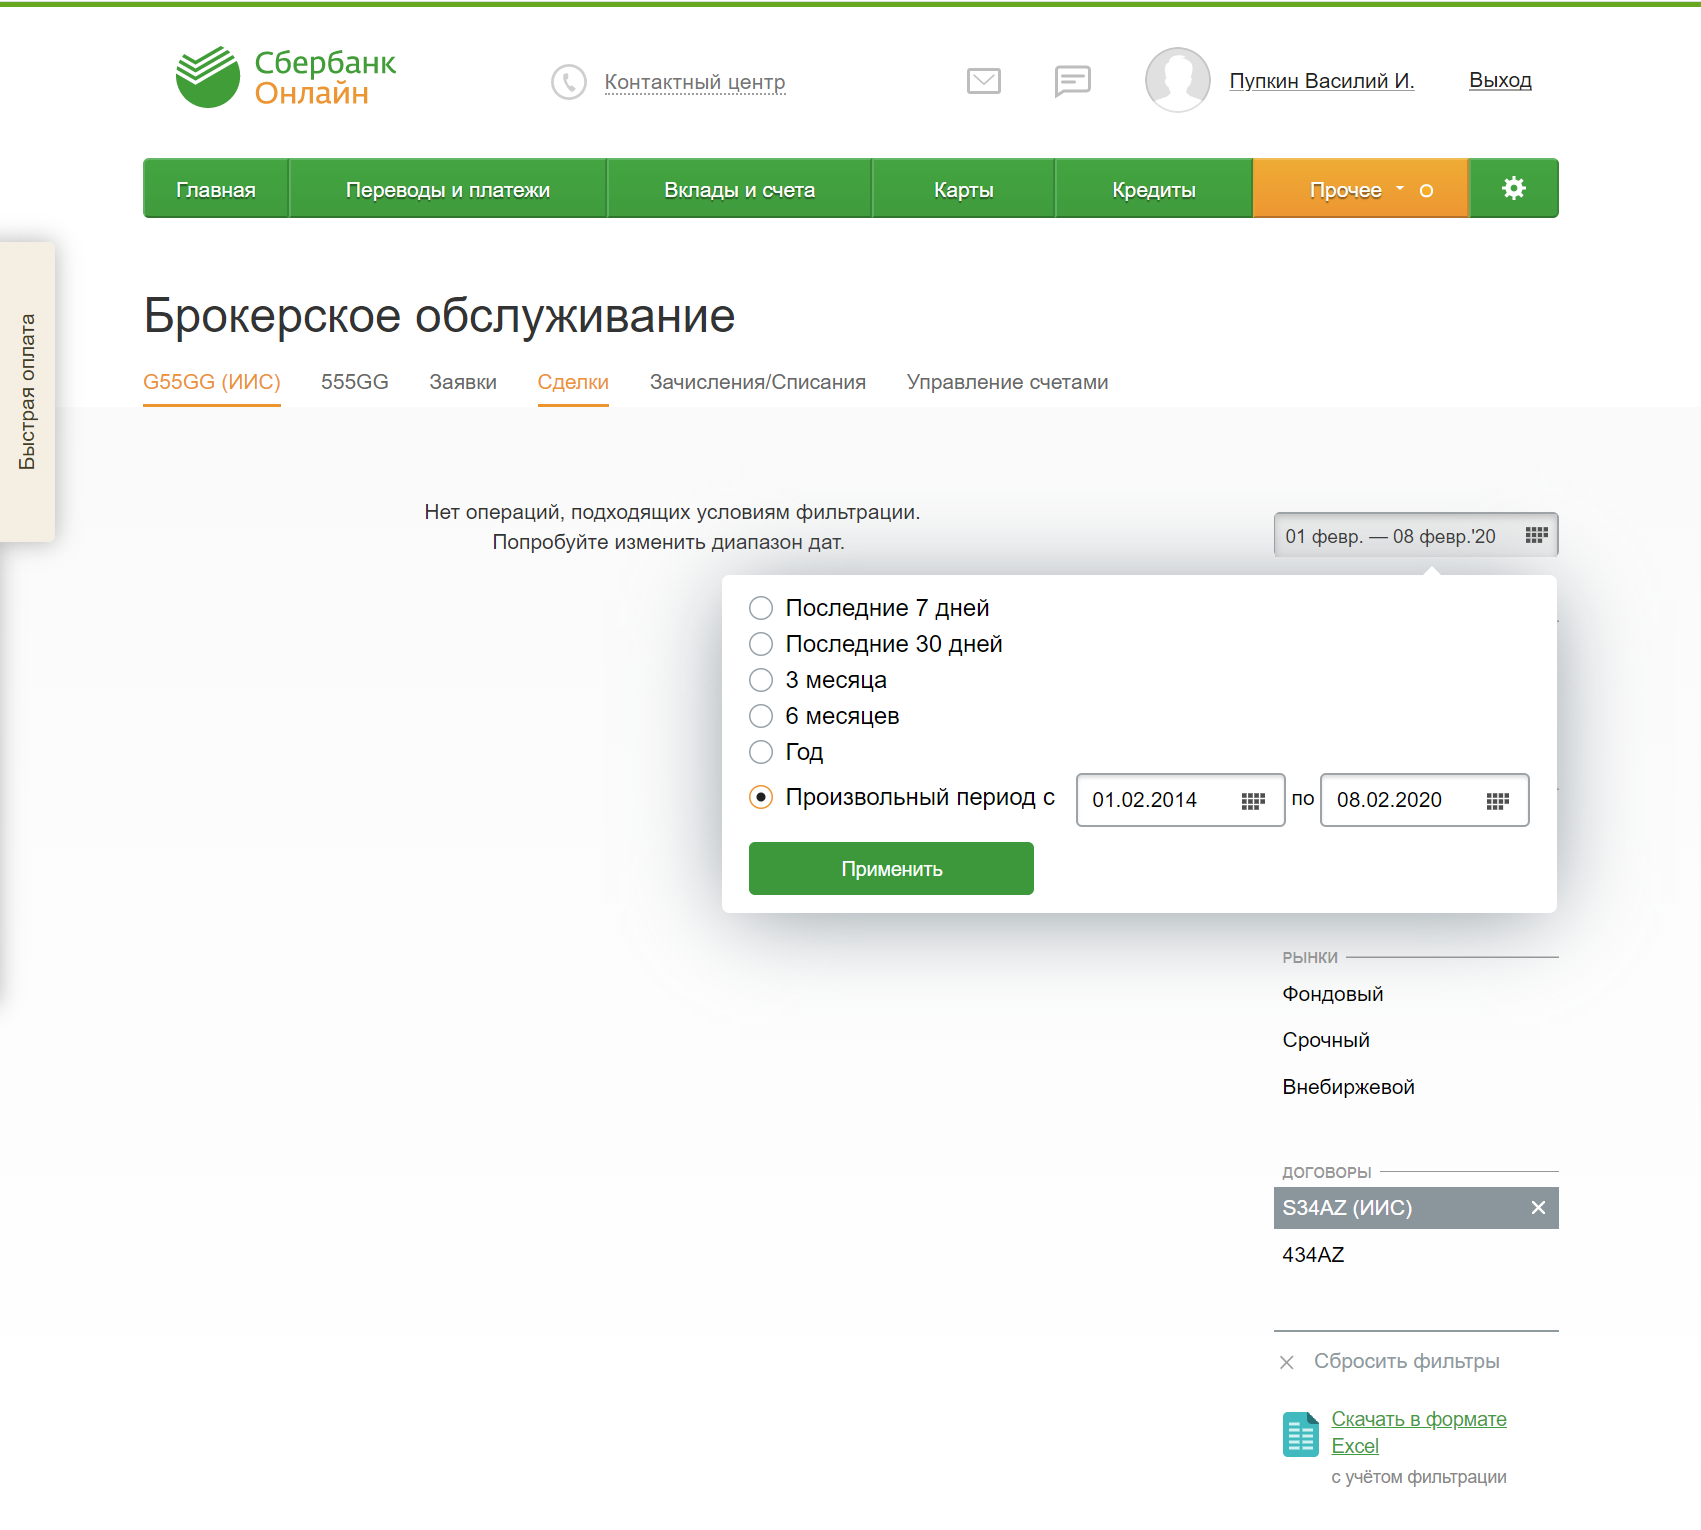 Сбербанк
Онлайн
Контактный центр
Пупкин Василий И.
Выход
Главная
Переводы и платежи
Вклады и счета
Карты
Кредиты
Прочее
Быстрая оплата
Брокерское обслуживание
G55GG (ИИС)
555GG
Заявки
Сделки
Зачисления/Списания
Управление счетами
Нет операций, подходящих условиям фильтрации.
Попробуйте изменить диапазон дат.
01 февр. — 08 февр.'20
Последние 7 дней
Последние 30 дней
3 месяца
6 месяцев
Год
Произвольный период с 01.02.2014 по 08.02.2020
Применить
РЫНКИ
Фондовый
Срочный
Внебиржевой
ДОГОВОРЫ
S34AZ (ИИС)
434AZ
Сбросить фильтры
Скачать в формате
Excel
с учётом фильтрации